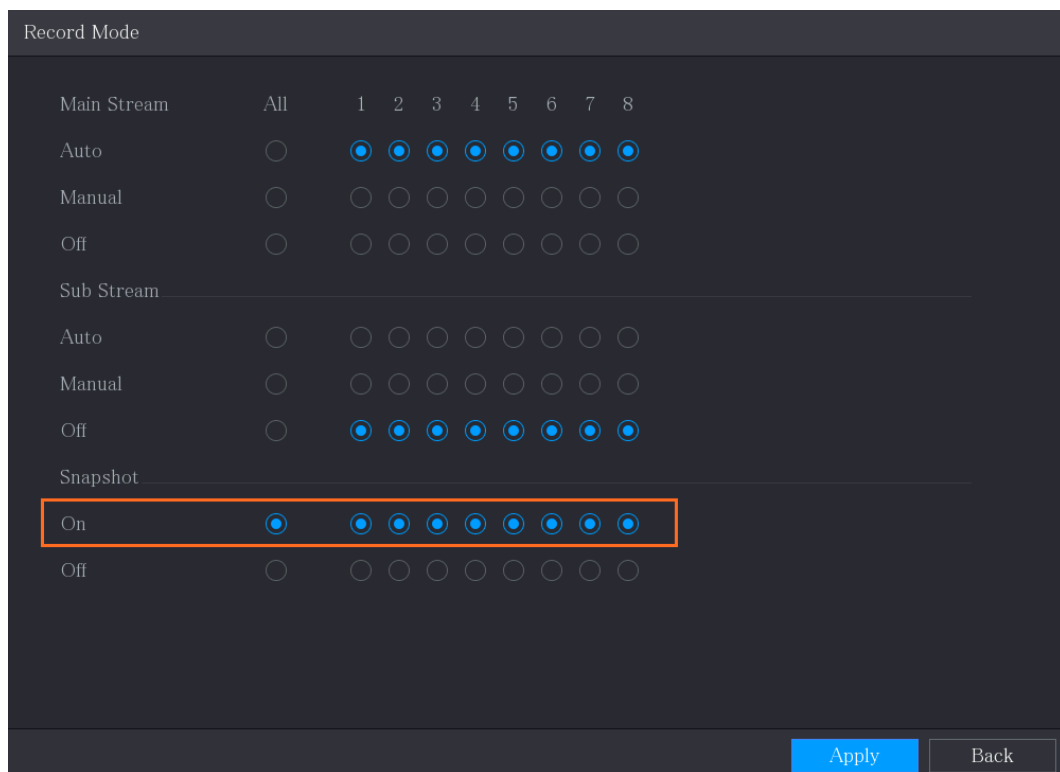 Record Mode
Main Stream All 1 2 3 4 5 6 7 8
Auto
Manual
Off
Sub Stream
Auto
Manual
Off
Snapshot
On
Off
Apply Back